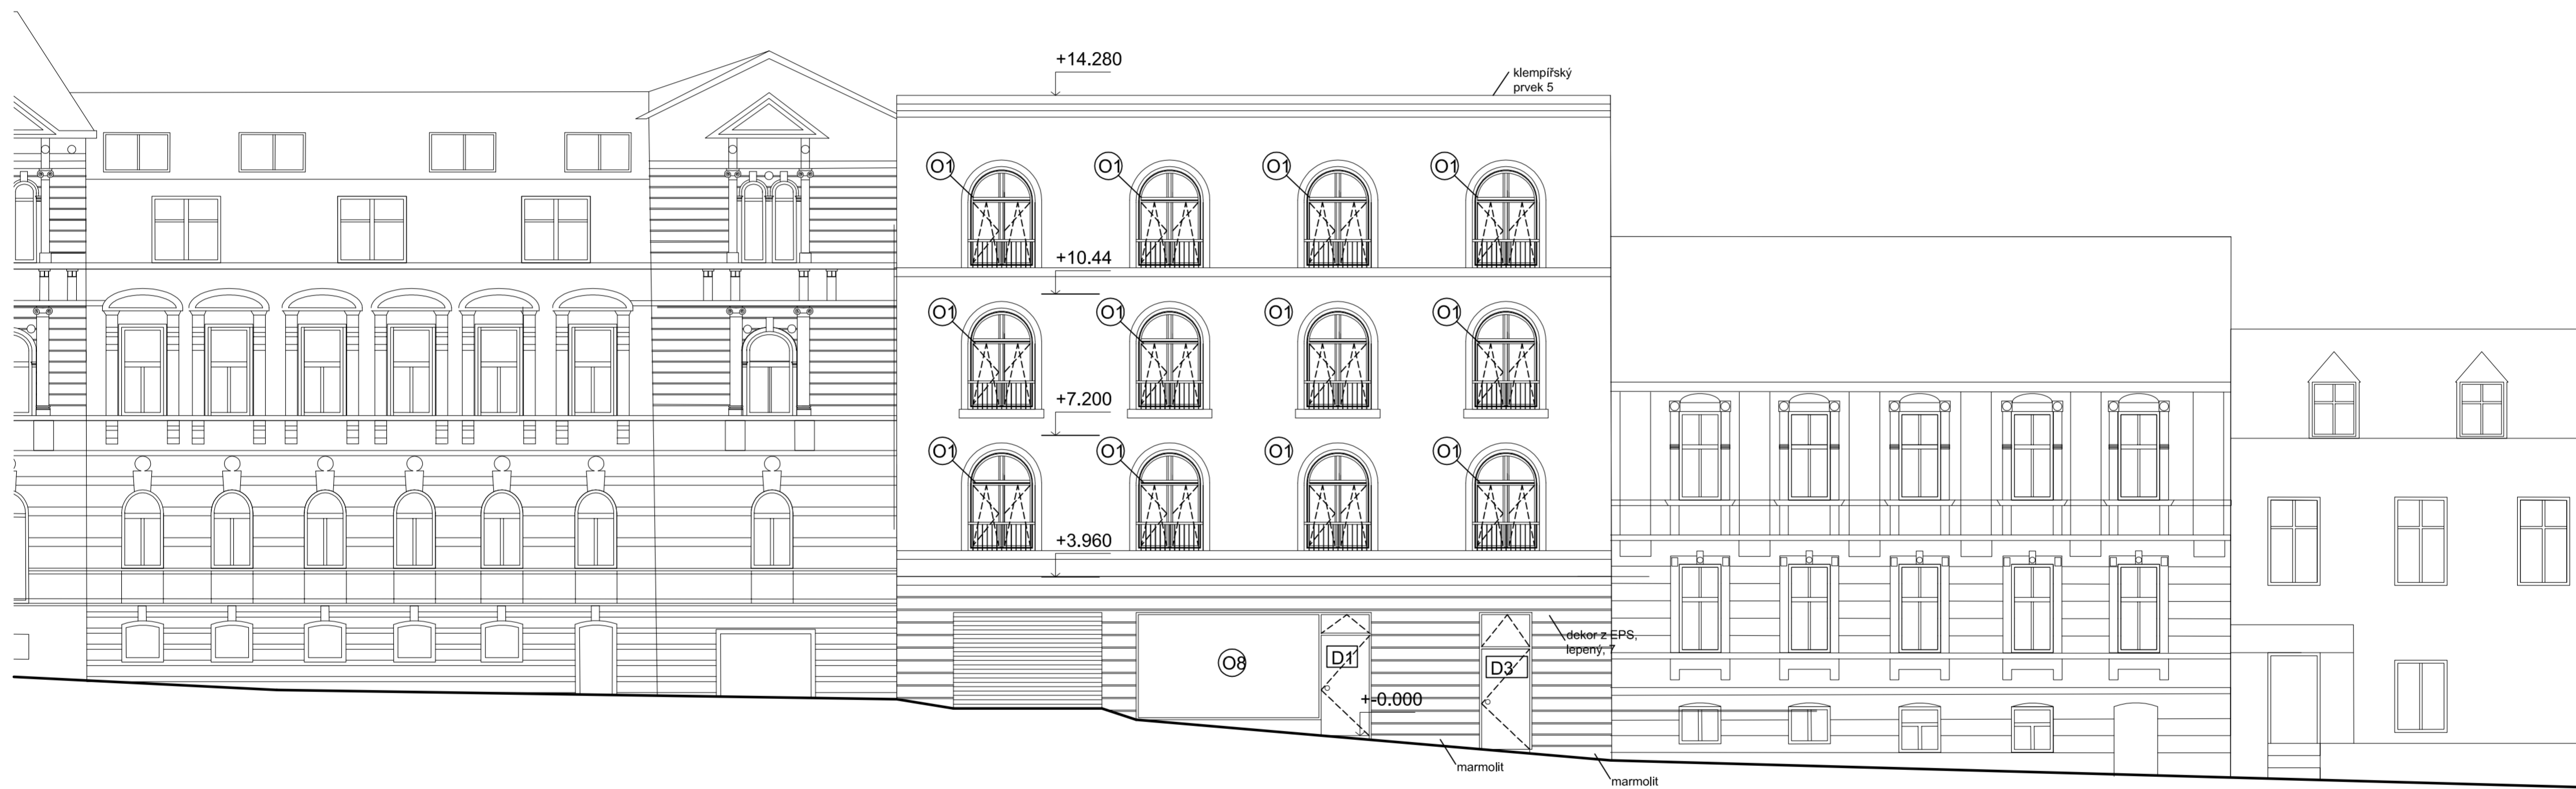 +14.280
klempířský
prvek 5
O1
O1
O1
O1
+10.44
O1
O1
O1
O1
+7.200
O1
O1
O1
O1
+3.960
dekor z EPS,
lepený, 7
O8
D1
D3
+-0.000
marmolit
marmolit